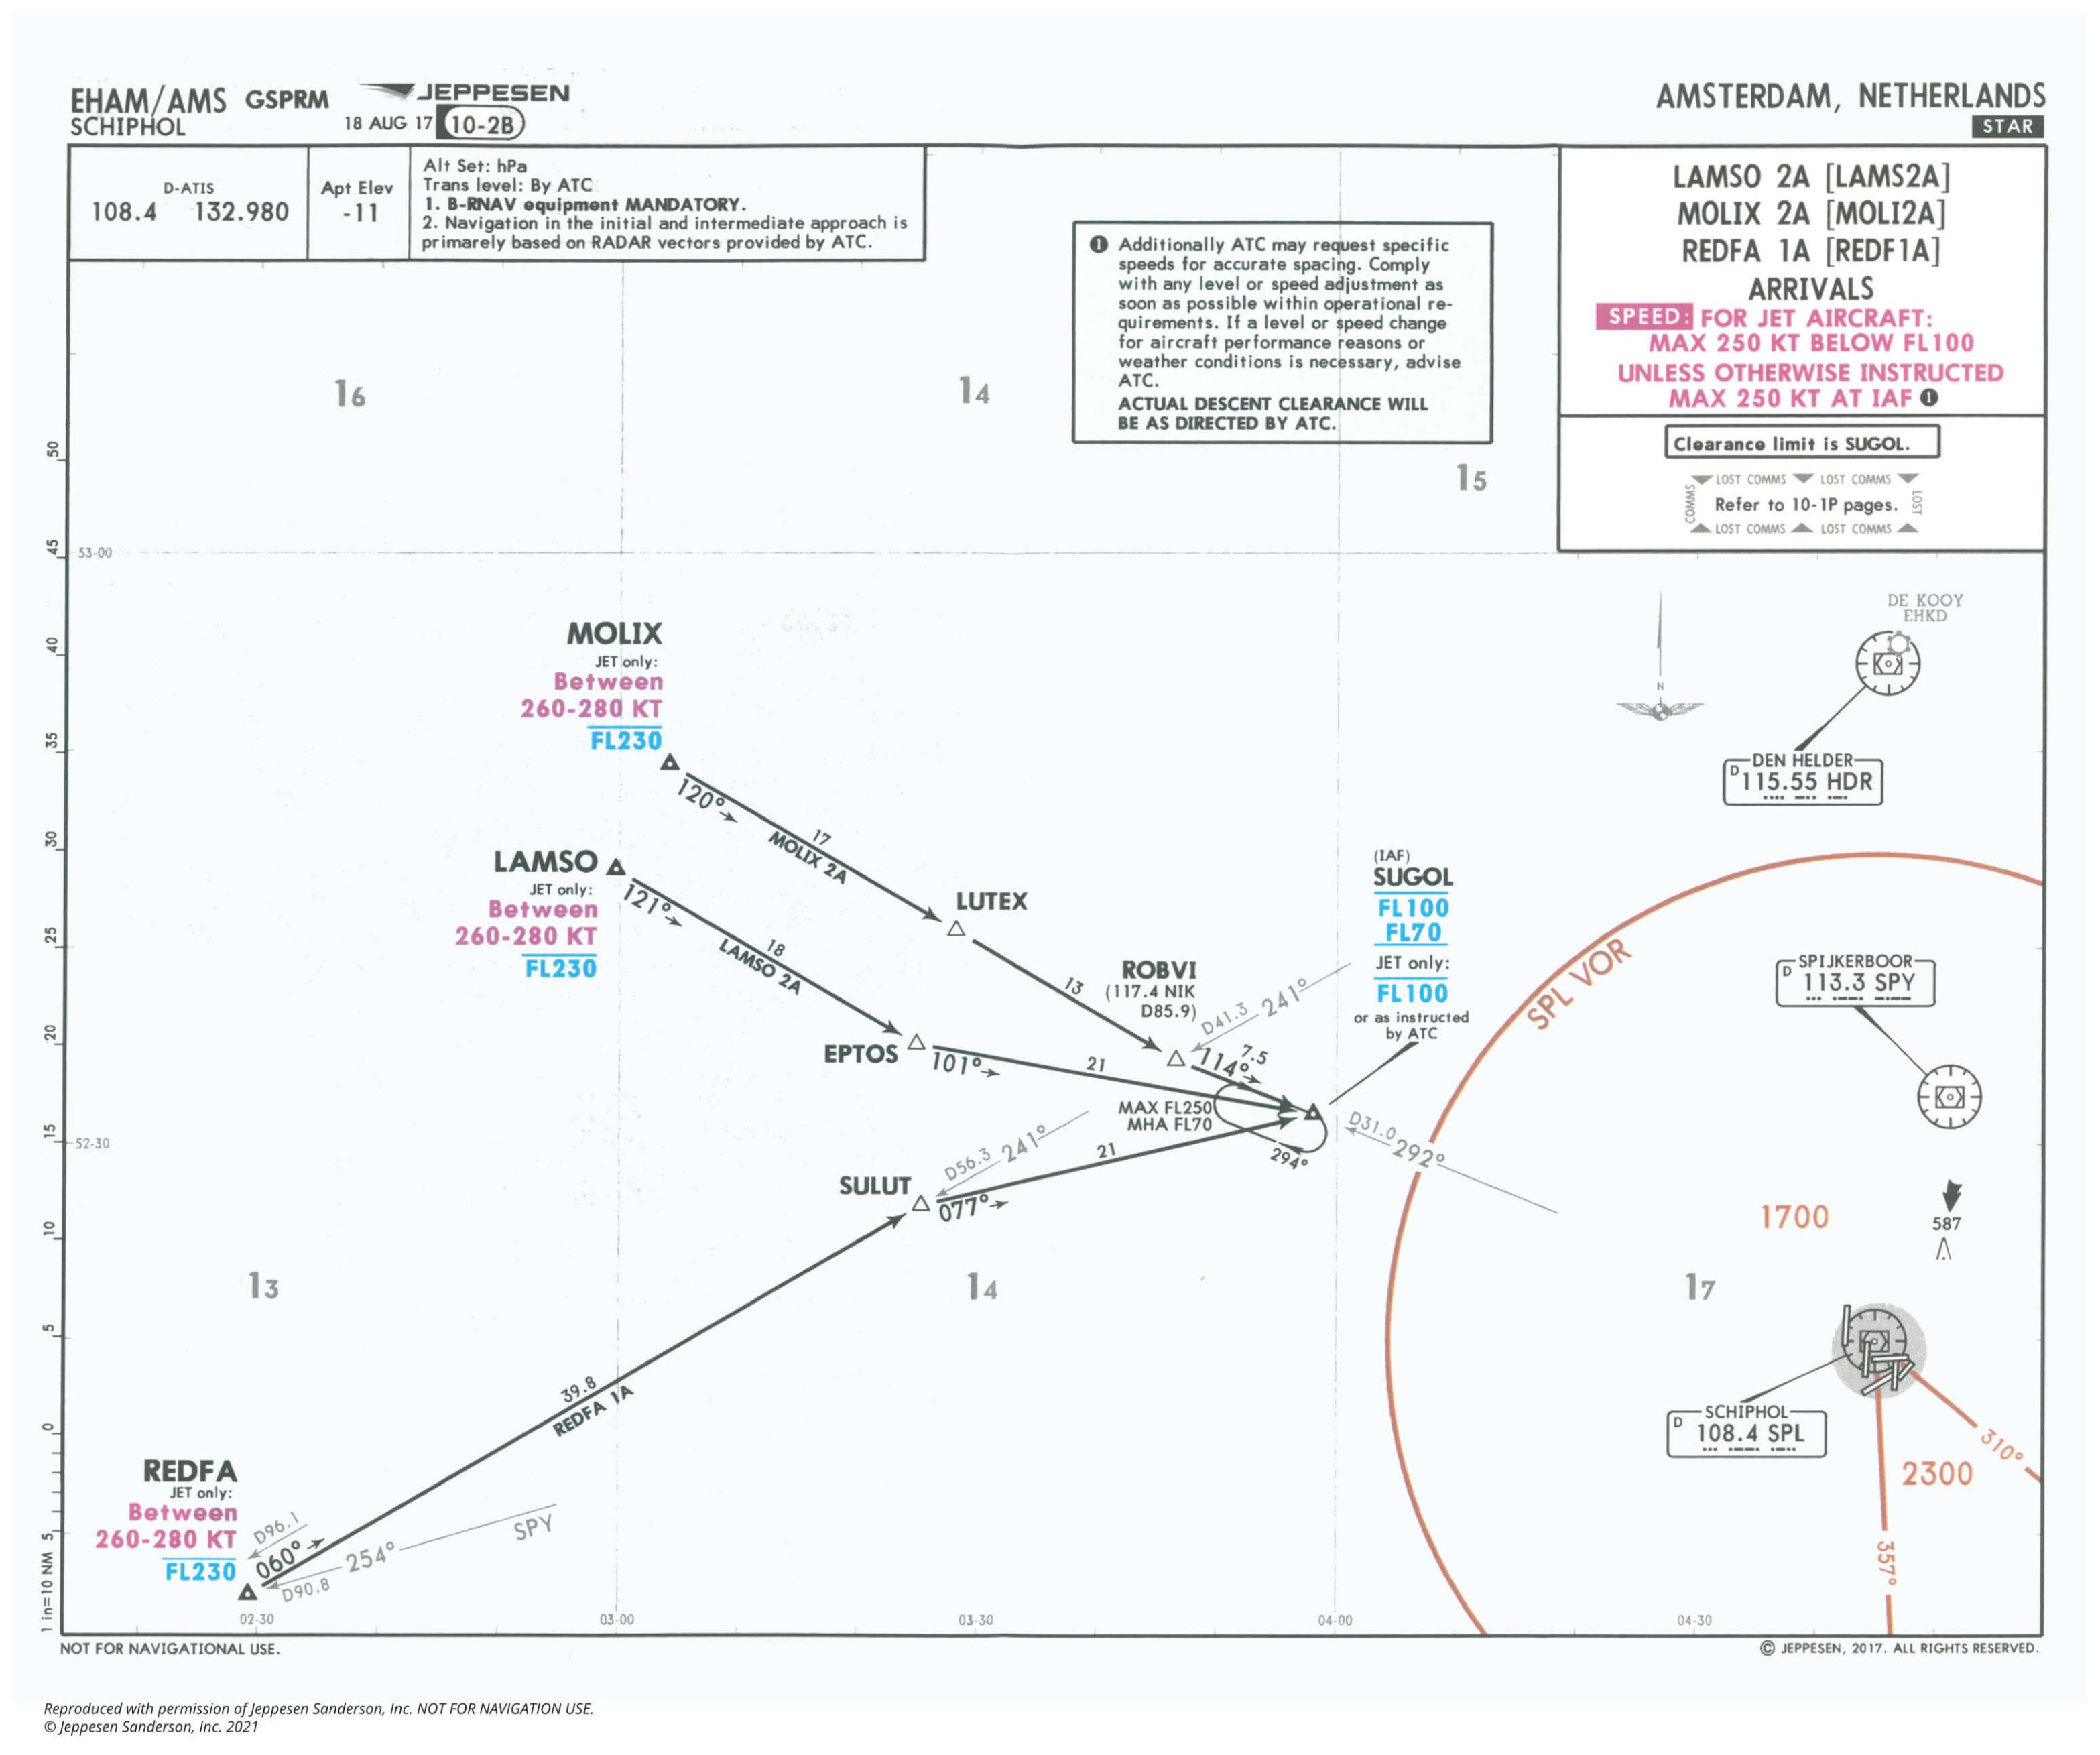 EHAM/AMS GSPRM
SCHIPHOL
JEPPESEN
18 AUG 17 10-2B
AMSTERDAM, NETHERLANDS
STAR
D-ATIS
108.4 132.980
Apt Elev
-11
Alt Set: hPa
Trans level: By ATC
1. B-RNAV equipment MANDATORY.
2. Navigation in the initial and intermediate approach is
primarely based on RADAR vectors provided by ATC.
1 Additionally ATC may request specific
speeds for accurate spacing. Comply
with any level or speed adjustment as
soon as possible within operational re-
quirements. If a level or speed change
for aircraft performance reasons or
weather conditions is necessary, advise
ATC.
ACTUAL DESCENT CLEARANCE WILL
BE AS DIRECTED BY ATC.
LAMSO 2A [LAMS2A]
MOLIX 2A [MOLI2A]
REDFA 1A [REDF1A]
ARRIVALS
SPEED: FOR JET AIRCRAFT:
MAX 250 KT BELOW FL100
UNLESS OTHERWISE INSTRUCTED
MAX 250 KT AT IAF 1
Clearance limit is SUGOL.
LOST COMMS LOST COMMS
COMMS
Refer to 10-1P pages.
LOST
LOST COMMS LOST COMMS
16
14
15
50
45
40
35
30
25
20
15
10
5
0
5
1 in=10 NM
53-00
52-30
MOLIX
JET only:
Between
260-280 KT
FL230
120°
17
MOLIX 2A
LAMSO
JET only:
Between
260-280 KT
FL230
121°
18
LAMSO 2A
LUTEX
13
ROBVI
(117.4 NIK
D85.9)
D41.3 241°
114°
7.5
EPTOS
101°
21
(IAF)
SUGOL
FL100
FL70
JET only:
FL100
or as instructed
by ATC
MAX FL250
MHA FL70
294°
D31.0 292°
SULUT
D56.3 241°
077°
21
39.8
REDFA 1A
REDFA
JET only:
Between
260-280 KT
FL230
D96.1
060°
D90.8
254°
SPY
13
14
17
N
DE KOOY
EHKD
DEN HELDER
D 115.55 HDR
SPL VOR
SPIJKERBOOR
D 113.3 SPY
1700
587
SCHIPHOL
D 108.4 SPL
310°
2300
357°
02-30
03-00
03-30
04-00
04-30
NOT FOR NAVIGATIONAL USE.
© JEPPESEN, 2017. ALL RIGHTS RESERVED.
Reproduced with permission of Jeppesen Sanderson, Inc. NOT FOR NAVIGATION USE.
© Jeppesen Sanderson, Inc. 2021